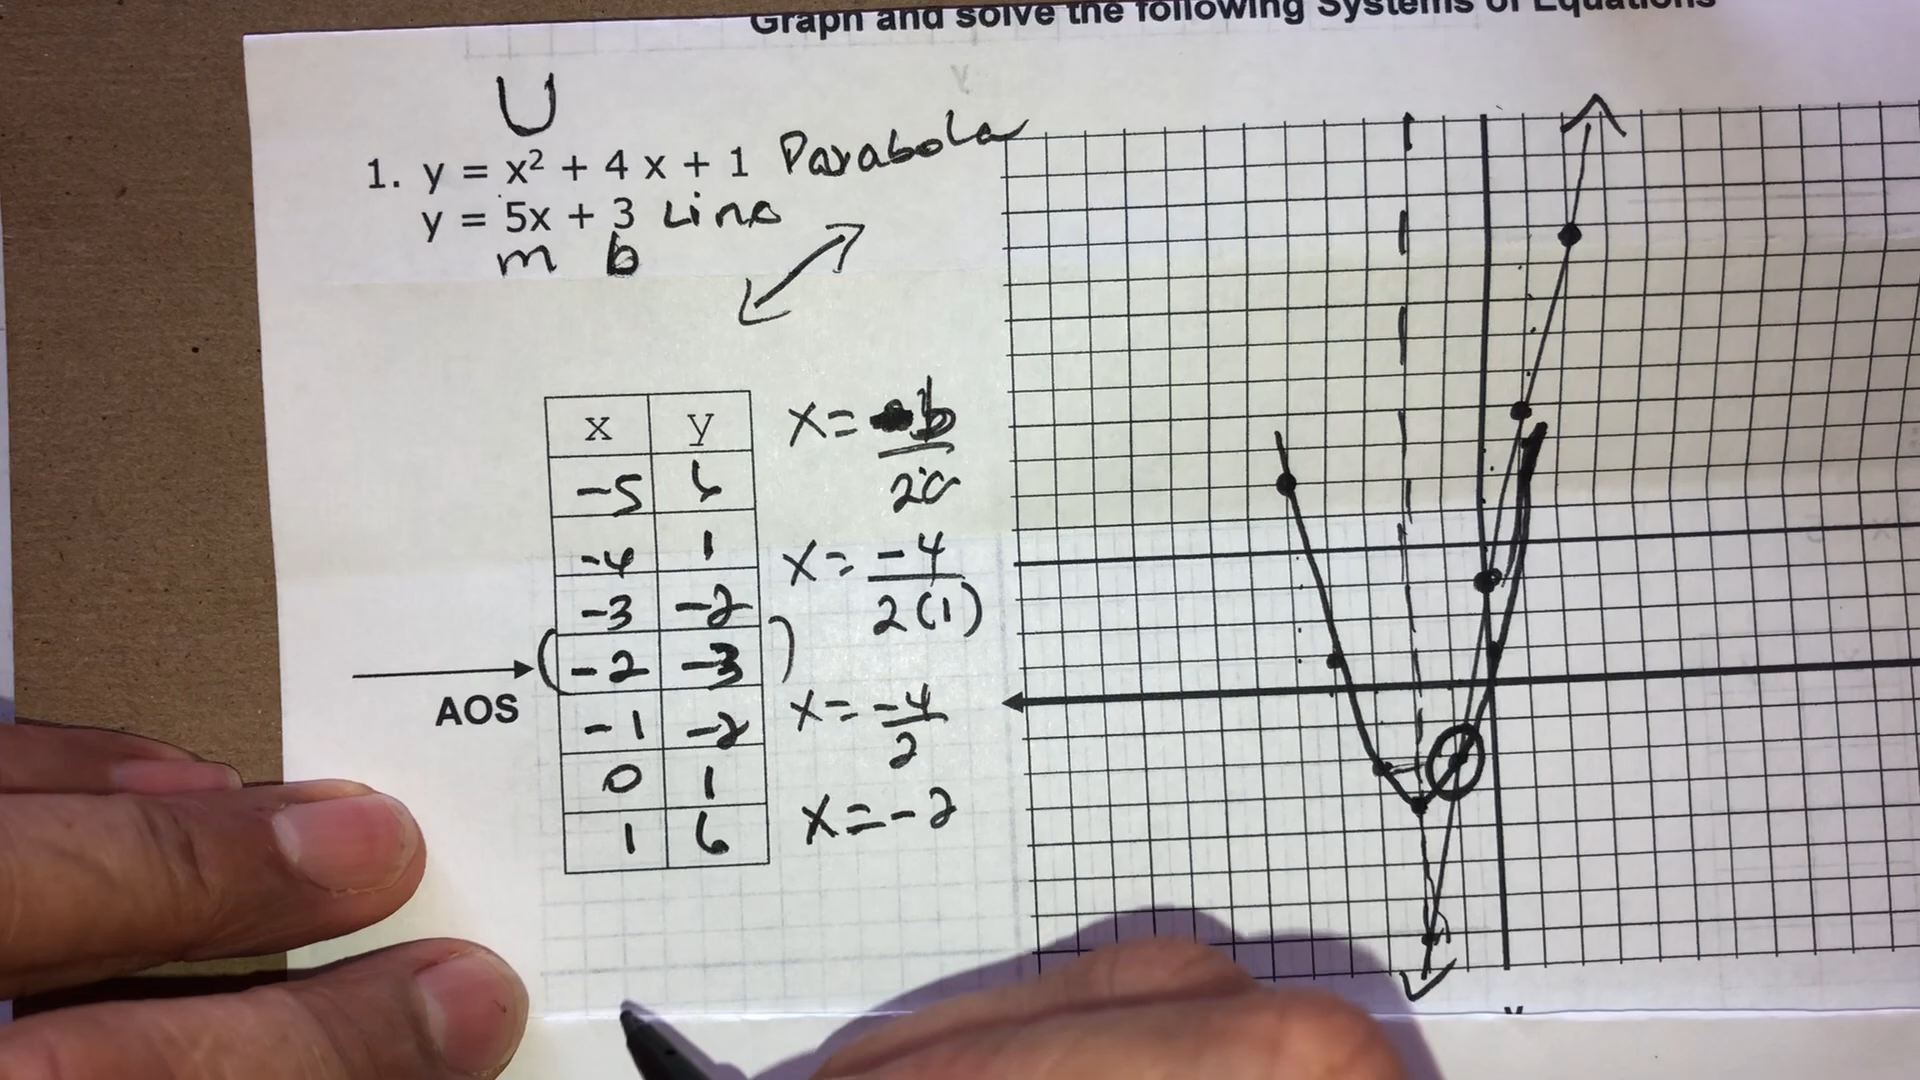 Graph and solve the following Systems of Equations
U
1. y = x² + 4 x + 1 Parabola
y = 5x + 3 Line
m b
x y
-5 6
-4 1
-3 -2
(-2 -3)
-1 -2
0 1
1 6
AOS
x = -b
2a
x = -4
2(1)
x = -4
2
x = -2